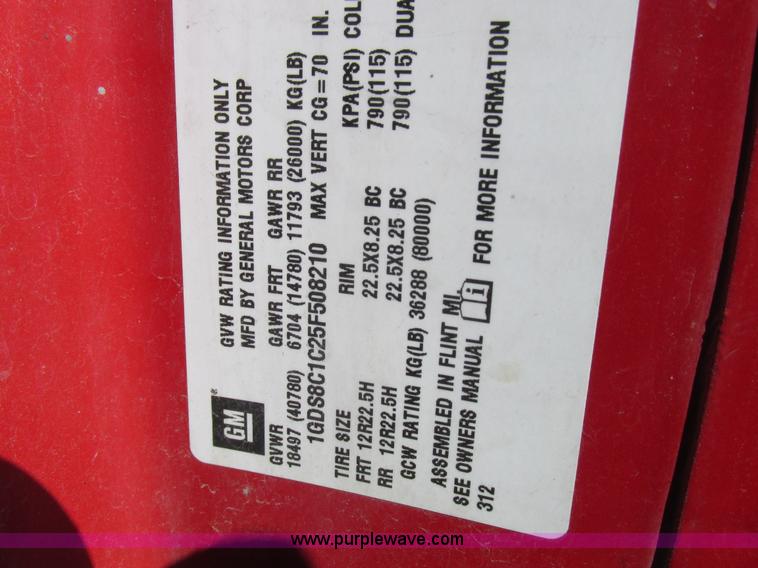 GM®
GVW RATING INFORMATION ONLY
MFD BY GENERAL MOTORS CORP
GVWR GAWR FRT GAWR RR
18497 (40780) 6704 (14780) 11793 (26000) KG(LB)
1GDS8C1C25F508210 MAX VERT CG=70 IN.
TIRE SIZE RIM KPA(PSI) COL
FRT 12R22.5H 22.5X8.25 BC 790(115)
RR 12R22.5H 22.5X8.25 BC 790(115) DUA
GCW RATING KG(LB) 36288 (80000)
ASSEMBLED IN FLINT MI,
SEE OWNERS MANUAL i FOR MORE INFORMATION
312
www.purplewave.com